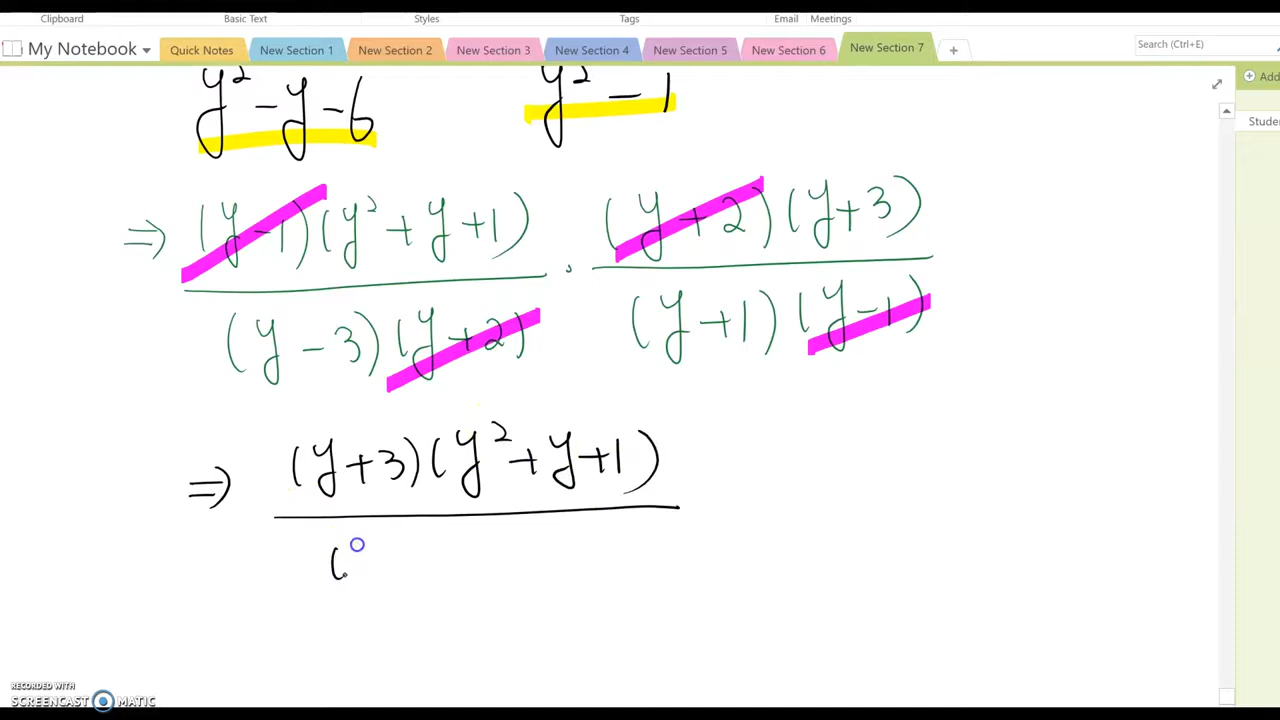 Clipboard Basic Text Styles Tags Email Meetings
My Notebook Quick Notes New Section 1 New Section 2 New Section 3 New Section 4 New Section 5 New Section 6 New Section 7 + Search (Ctrl+E)
Add
Studen
y² - y - 6 y² - 1
⇒ (y-1)(y²+y+1) · (y+2)(y+3)
(y-3)(y+2) (y+1)(y-1)
⇒ (y+3)(y²+y+1)
(
RECORDED WITH
SCREENCAST MATIC